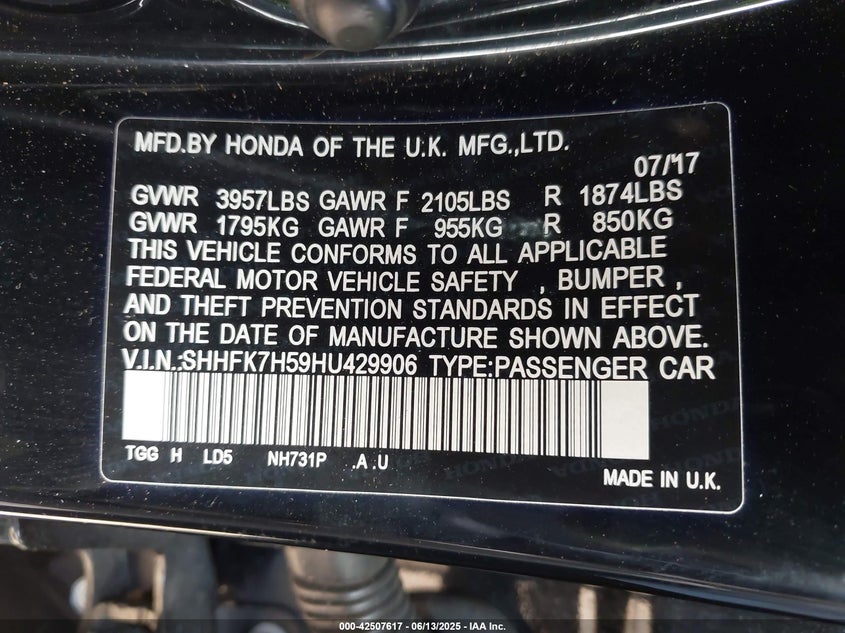 MFD.BY HONDA OF THE U.K. MFG.,LTD.
07/17
GVWR 3957LBS GAWR F 2105LBS R 1874LBS
GVWR 1795KG GAWR F 955KG R 850KG
THIS VEHICLE CONFORMS TO ALL APPLICABLE
FEDERAL MOTOR VEHICLE SAFETY , BUMPER ,
AND THEFT PREVENTION STANDARDS IN EFFECT
ON THE DATE OF MANUFACTURE SHOWN ABOVE.
V.I.N.:SHHFK7H59HU429906 TYPE:PASSENGER CAR
TGG H LD5 NH731P .A .U
MADE IN U.K.
000-42507617 - 06/13/2025 - IAA Inc.